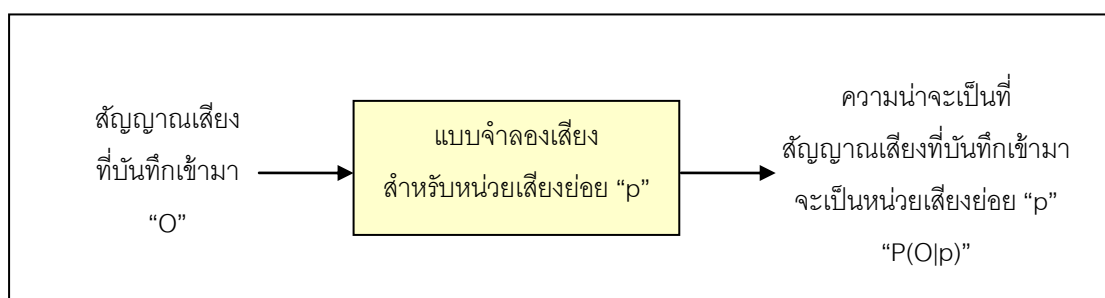 สัญญาณเสียง
ที่บันทึกเข้ามา
“O”
แบบจำลองเสียง
สำหรับหน่วยเสียงย่อย “p”
ความน่าจะเป็นที่
สัญญาณเสียงที่บันทึกเข้ามา
จะเป็นหน่วยเสียงย่อย “p”
“P(O|p)”